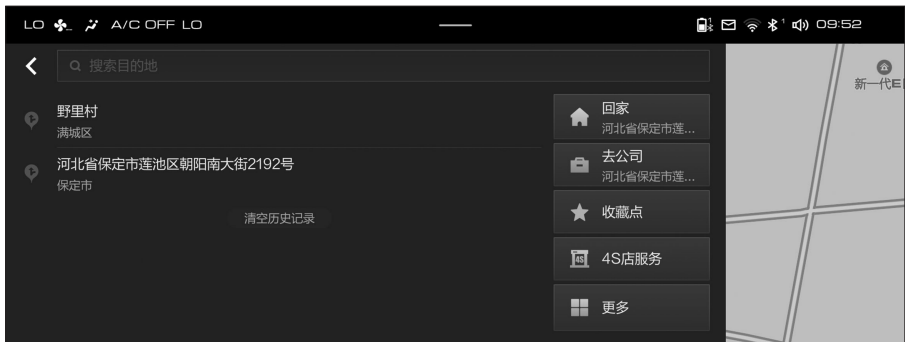 LO A/C OFF LO
1 1 09:52
搜索目的地
野里村
满城区
河北省保定市莲池区朝阳南大街2192号
保定市
清空历史记录
回家
河北省保定市莲...
去公司
河北省保定市莲...
收藏点
4S
4S店服务
更多
新一代E